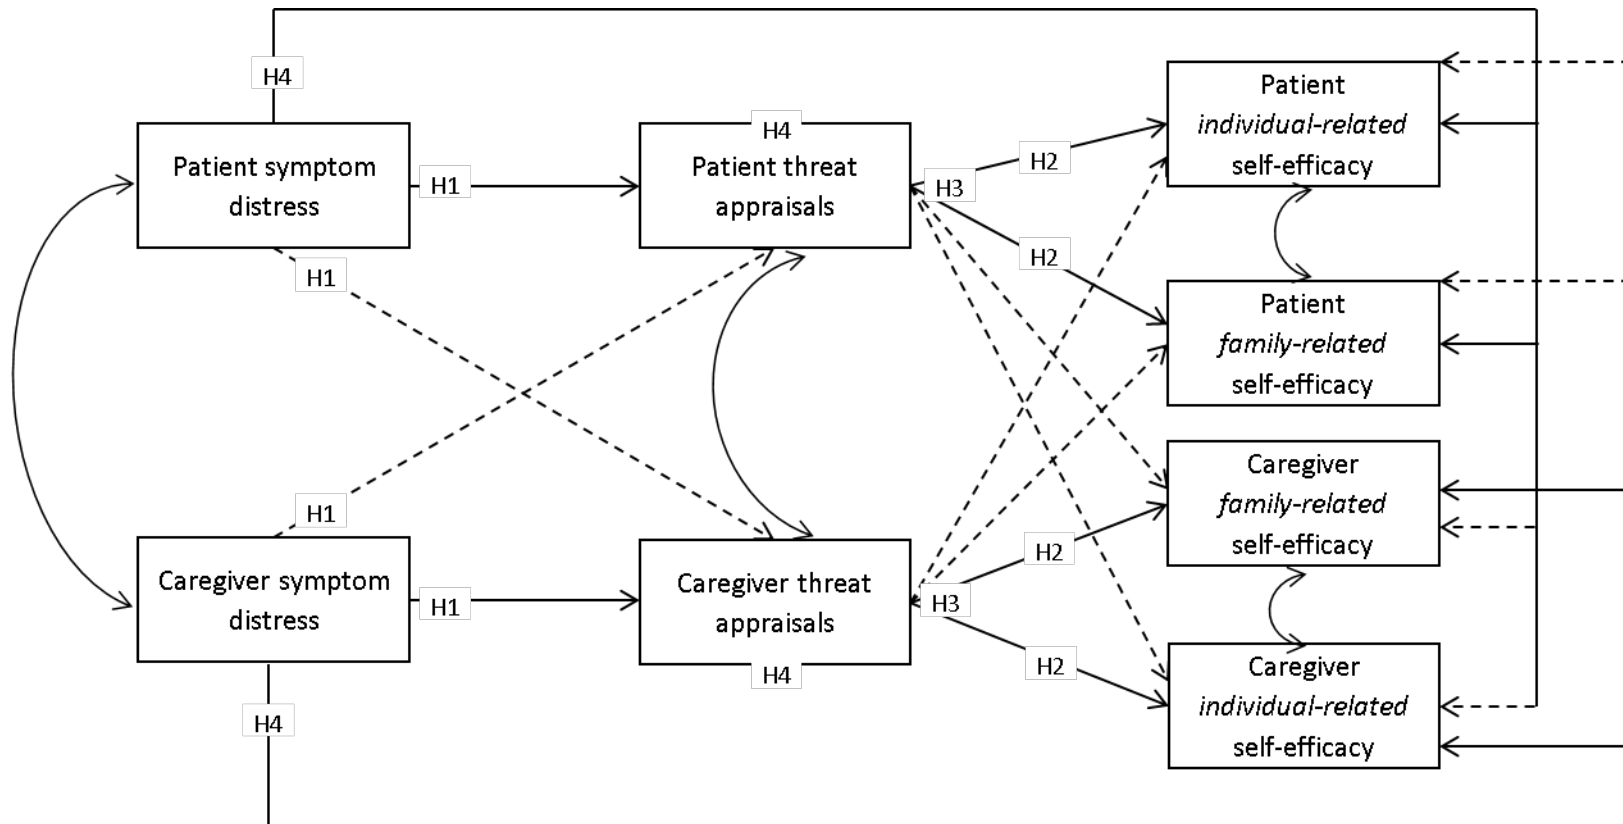 H4
Patient symptom
distress
H1
H1
H4
Patient threat
appraisals
H3
H2
H2
Patient
individual-related
self-efficacy
Patient
family-related
self-efficacy
Caregiver
family-related
self-efficacy
Caregiver
individual-related
self-efficacy
H1
Caregiver symptom
distress
H1
H4
Caregiver threat
appraisals
H4
H3
H2
H2